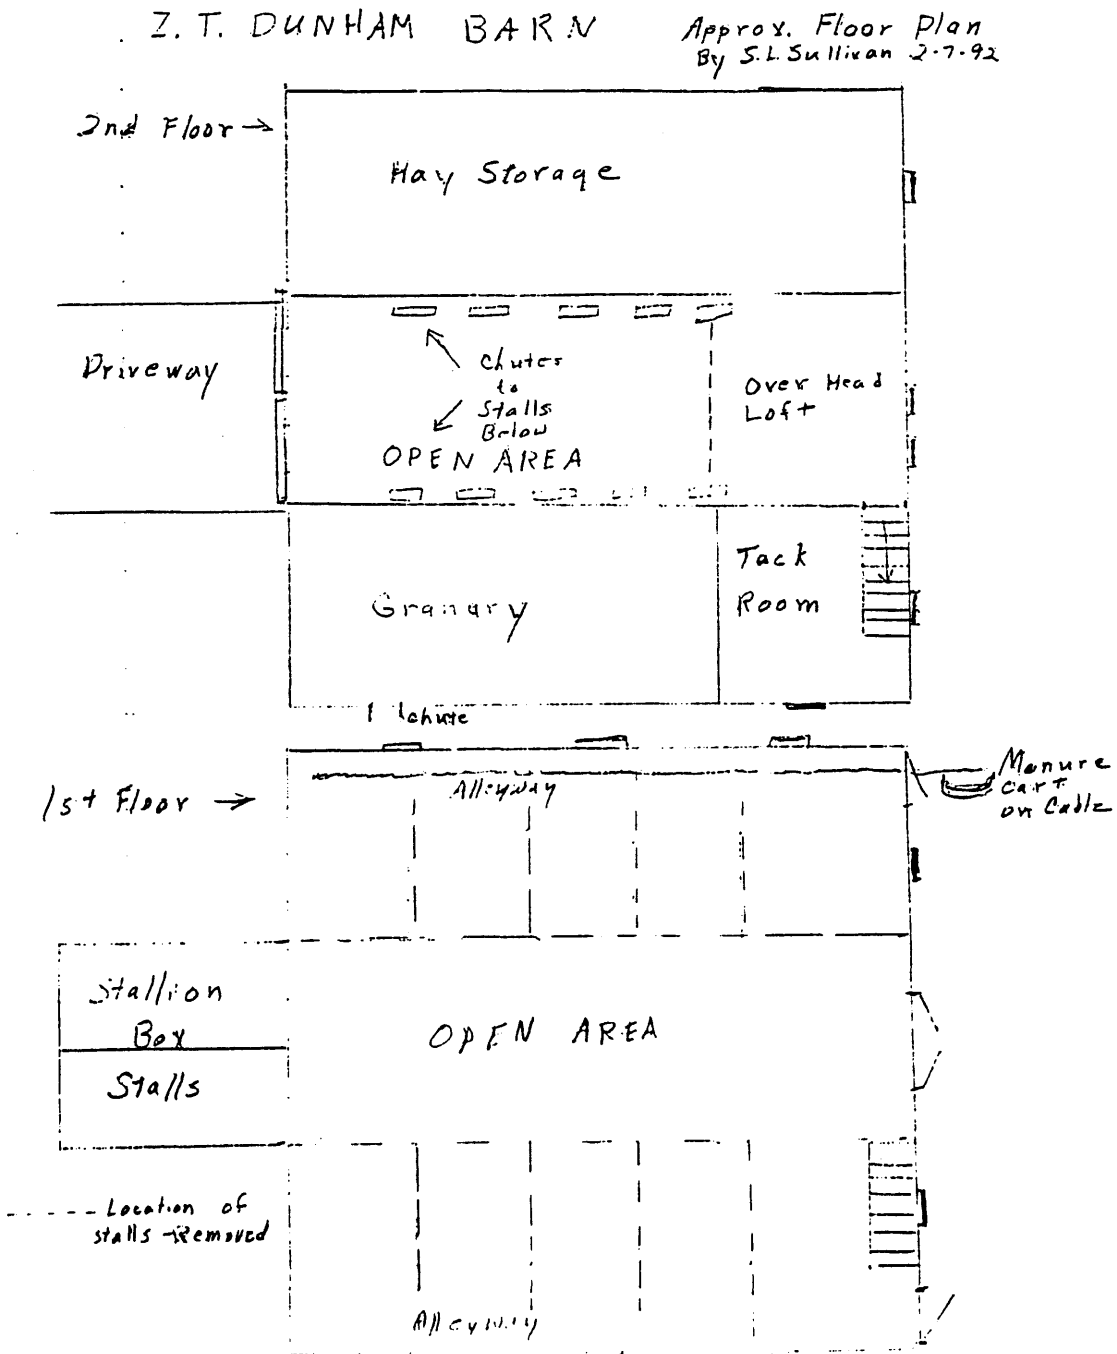 Z. T. DUNHAM BARN
Approx. Floor Plan
By S.L. Sullivan 2-7-92
2nd Floor →
Hay Storage
Driveway
Chutes
to
Stalls
Below
OPEN AREA
Over Head
Loft
Granary
Tack
Room
chute
1st Floor →
Alleyway
Manure
cart
on Cable
Stallion
Box
Stalls
OPEN AREA
Location of
stalls Removed
Alleyway